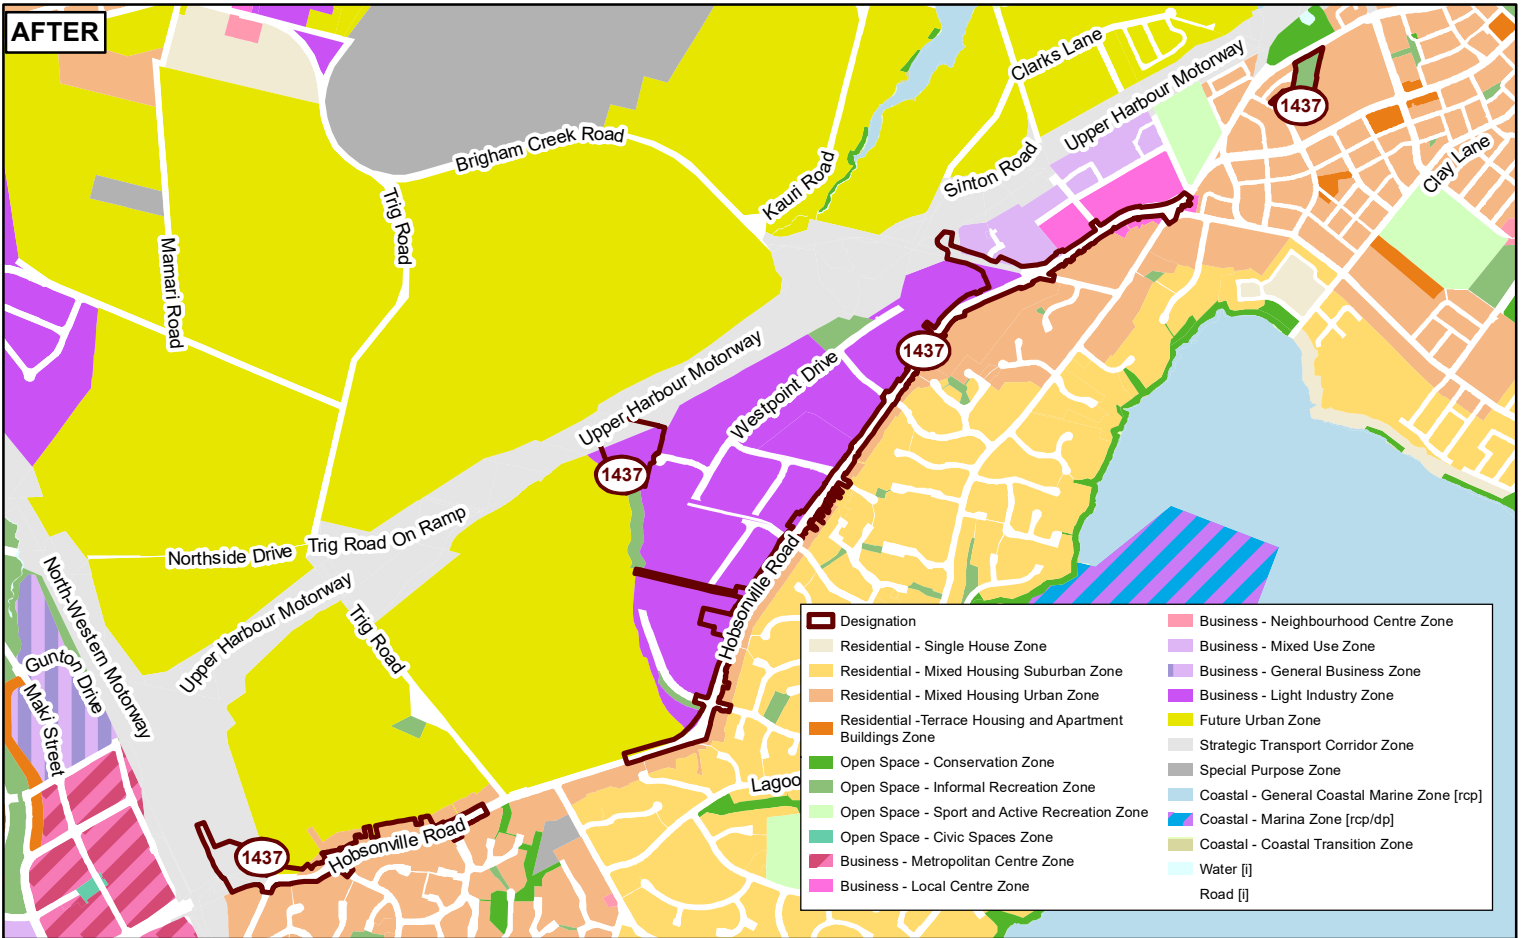 AFTER
Clarks Lane
Upper Harbour Motorway
1437
Brigham Creek Road
Clay Lane
Sinton Road
Kauri Road
Trig Road
Mamari Road
1437
Upper Harbour Motorway
Westpoint Drive
1437
Northside Drive
Trig Road On Ramp
North-Western Motorway
Upper Harbour Motorway
Trig Road
Hobsonville Road
Gunton Drive
Maki Street
Lagoo
Hobsonville Road
1437
Designation
Residential - Single House Zone
Residential - Mixed Housing Suburban Zone
Residential - Mixed Housing Urban Zone
Residential -Terrace Housing and Apartment
Buildings Zone
Open Space - Conservation Zone
Open Space - Informal Recreation Zone
Open Space - Sport and Active Recreation Zone
Open Space - Civic Spaces Zone
Business - Metropolitan Centre Zone
Business - Local Centre Zone
Business - Neighbourhood Centre Zone
Business - Mixed Use Zone
Business - General Business Zone
Business - Light Industry Zone
Future Urban Zone
Strategic Transport Corridor Zone
Special Purpose Zone
Coastal - General Coastal Marine Zone [rcp]
Coastal - Marina Zone [rcp/dp]
Coastal - Coastal Transition Zone
Water [i]
Road [i]